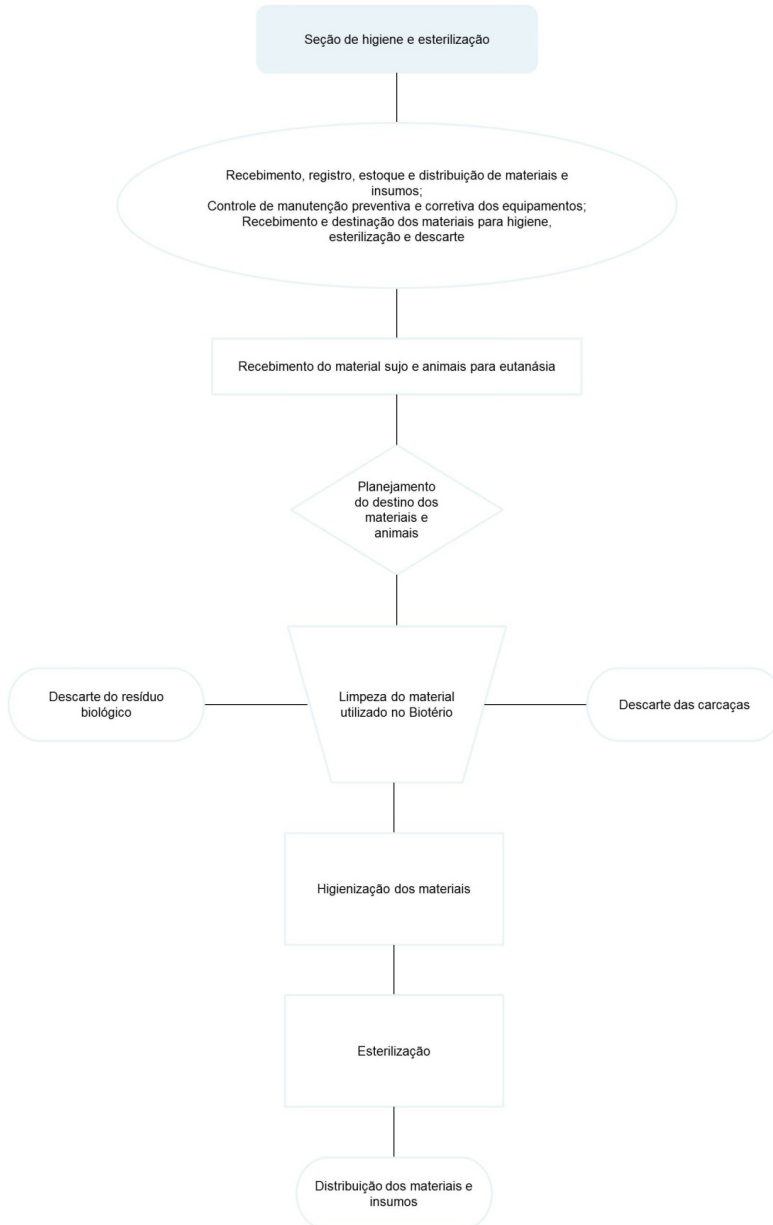 Seção de higiene e esterilização
Recebimento, registro, estoque e distribuição de materiais e
insumos;
Controle de manutenção preventiva e corretiva dos equipamentos;
Recebimento e destinação dos materiais para higiene,
esterilização e descarte
Recebimento do material sujo e animais para eutanásia
Planejamento
do destino dos
materiais e
animais
Descarte do resíduo
biológico
Limpeza do material
utilizado no Biotério
Descarte das carcaças
Higienização dos materiais
Esterilização
Distribuição dos materiais e
insumos